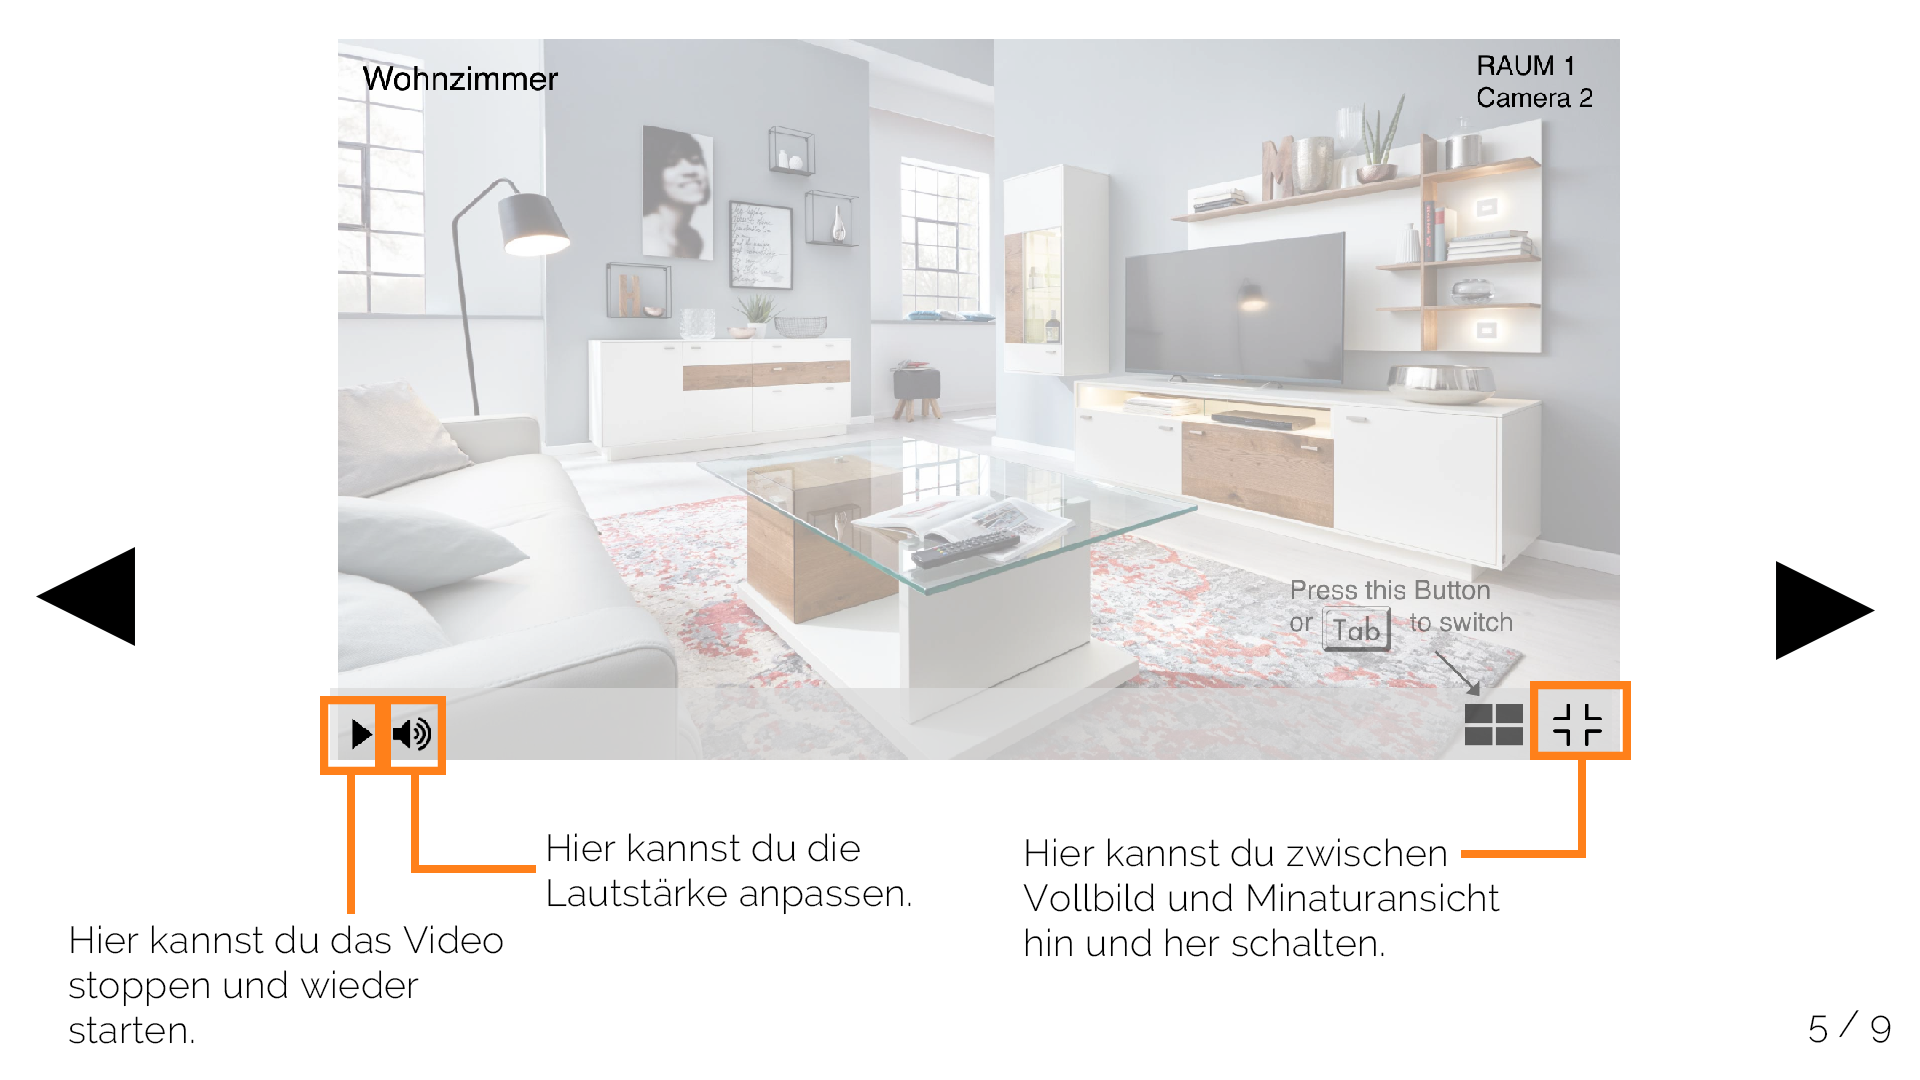 Wohnzimmer
RAUM 1
Camera 2
Press this Button
or Tab to switch
Hier kannst du die
Lautstärke anpassen.
Hier kannst du zwischen
Vollbild und Minaturansicht
hin und her schalten.
Hier kannst du das Video
stoppen und wieder
starten.
5 / 9